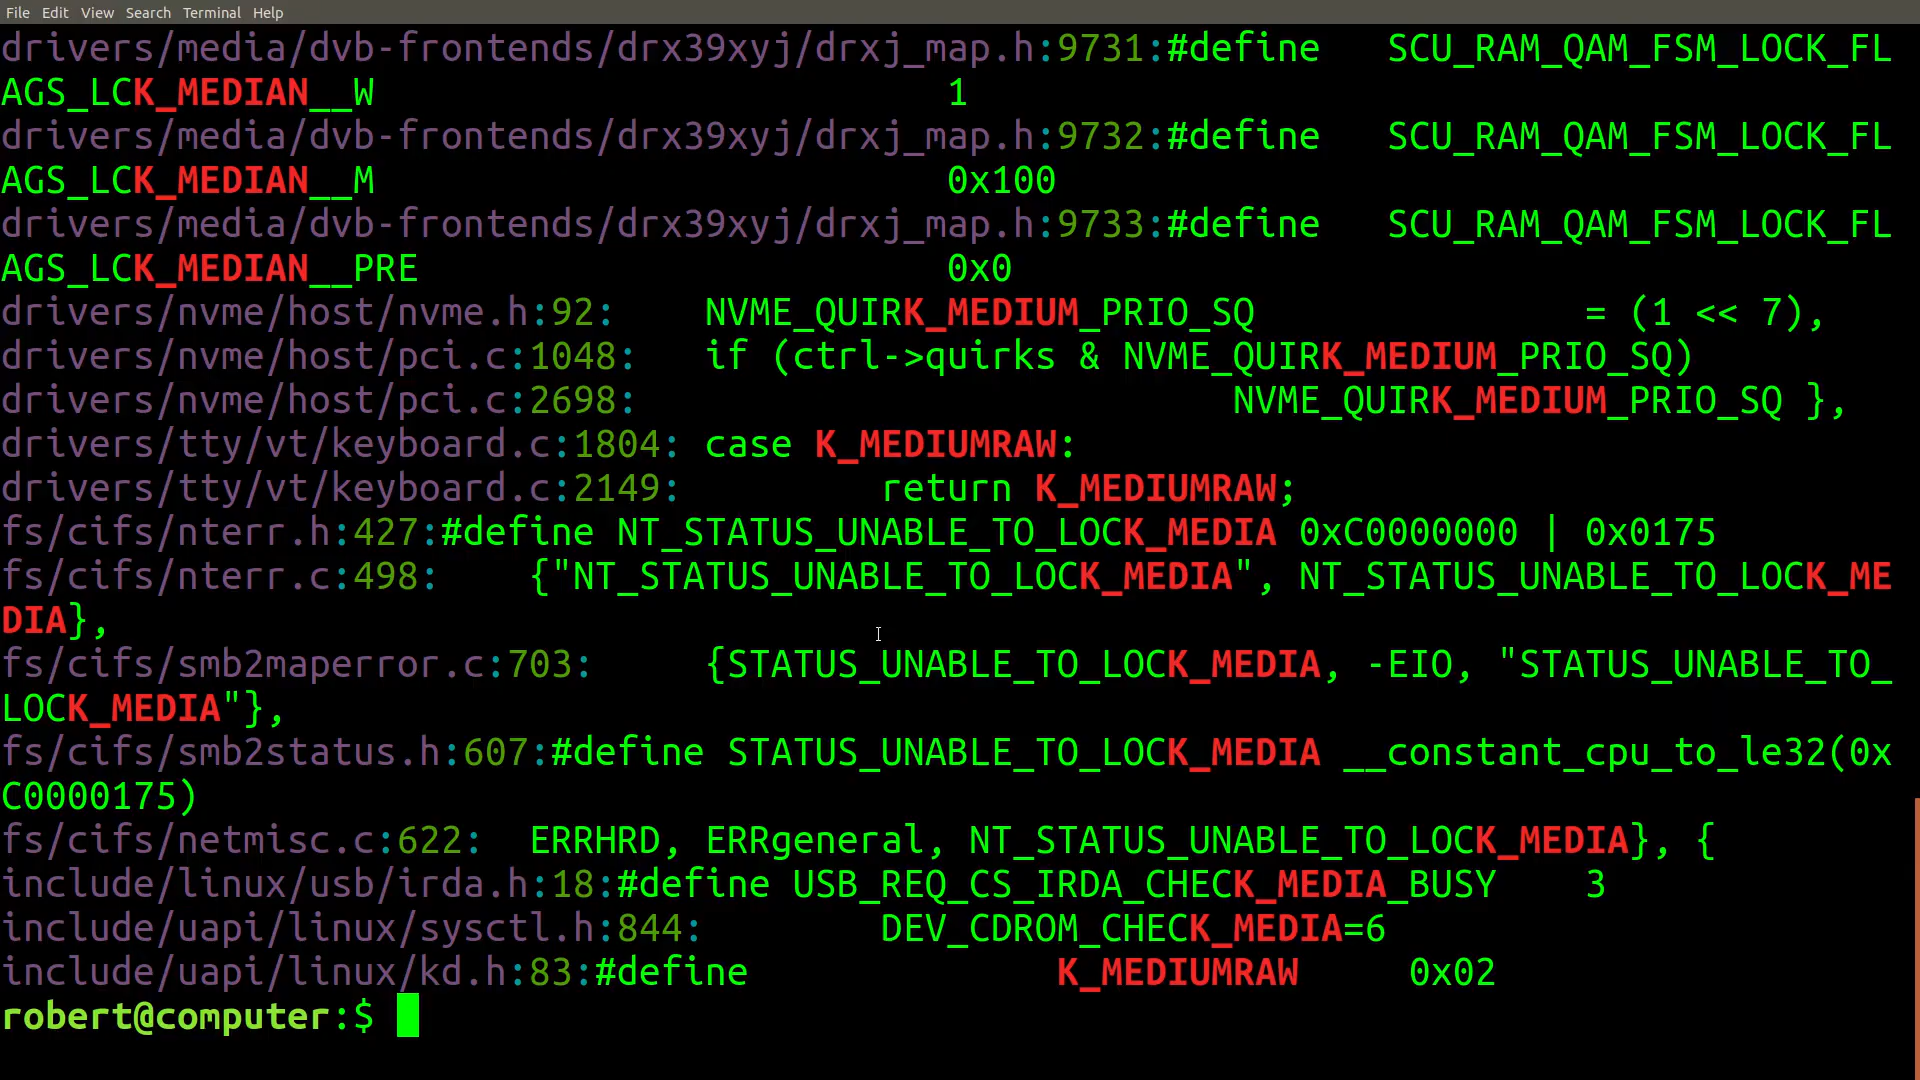 File Edit View Search Terminal Help
drivers/media/dvb-frontends/drx39xyj/drxj_map.h:9731:#define   SCU_RAM_QAM_FSM_LOCK_FL
AGS_LCK_MEDIAN__W                          1
drivers/media/dvb-frontends/drx39xyj/drxj_map.h:9732:#define   SCU_RAM_QAM_FSM_LOCK_FL
AGS_LCK_MEDIAN__M                          0x100
drivers/media/dvb-frontends/drx39xyj/drxj_map.h:9733:#define   SCU_RAM_QAM_FSM_LOCK_FL
AGS_LCK_MEDIAN__PRE                        0x0
drivers/nvme/host/nvme.h:92:    NVME_QUIRK_MEDIUM_PRIO_SQ               = (1 << 7),
drivers/nvme/host/pci.c:1048:   if (ctrl->quirks & NVME_QUIRK_MEDIUM_PRIO_SQ)
drivers/nvme/host/pci.c:2698:                           NVME_QUIRK_MEDIUM_PRIO_SQ },
drivers/tty/vt/keyboard.c:1804: case K_MEDIUMRAW:
drivers/tty/vt/keyboard.c:2149:         return K_MEDIUMRAW;
fs/cifs/nterr.h:427:#define NT_STATUS_UNABLE_TO_LOCK_MEDIA 0xC0000000 | 0x0175
fs/cifs/nterr.c:498:    {"NT_STATUS_UNABLE_TO_LOCK_MEDIA", NT_STATUS_UNABLE_TO_LOCK_ME
DIA},
fs/cifs/smb2maperror.c:703:     {STATUS_UNABLE_TO_LOCK_MEDIA, -EIO, "STATUS_UNABLE_TO_
LOCK_MEDIA"},
fs/cifs/smb2status.h:607:#define STATUS_UNABLE_TO_LOCK_MEDIA __constant_cpu_to_le32(0x
C0000175)
fs/cifs/netmisc.c:622:  ERRHRD, ERRgeneral, NT_STATUS_UNABLE_TO_LOCK_MEDIA}, {
include/linux/usb/irda.h:18:#define USB_REQ_CS_IRDA_CHECK_MEDIA_BUSY    3
include/uapi/linux/sysctl.h:844:        DEV_CDROM_CHECK_MEDIA=6
include/uapi/linux/kd.h:83:#define              K_MEDIUMRAW     0x02
robert@computer:$